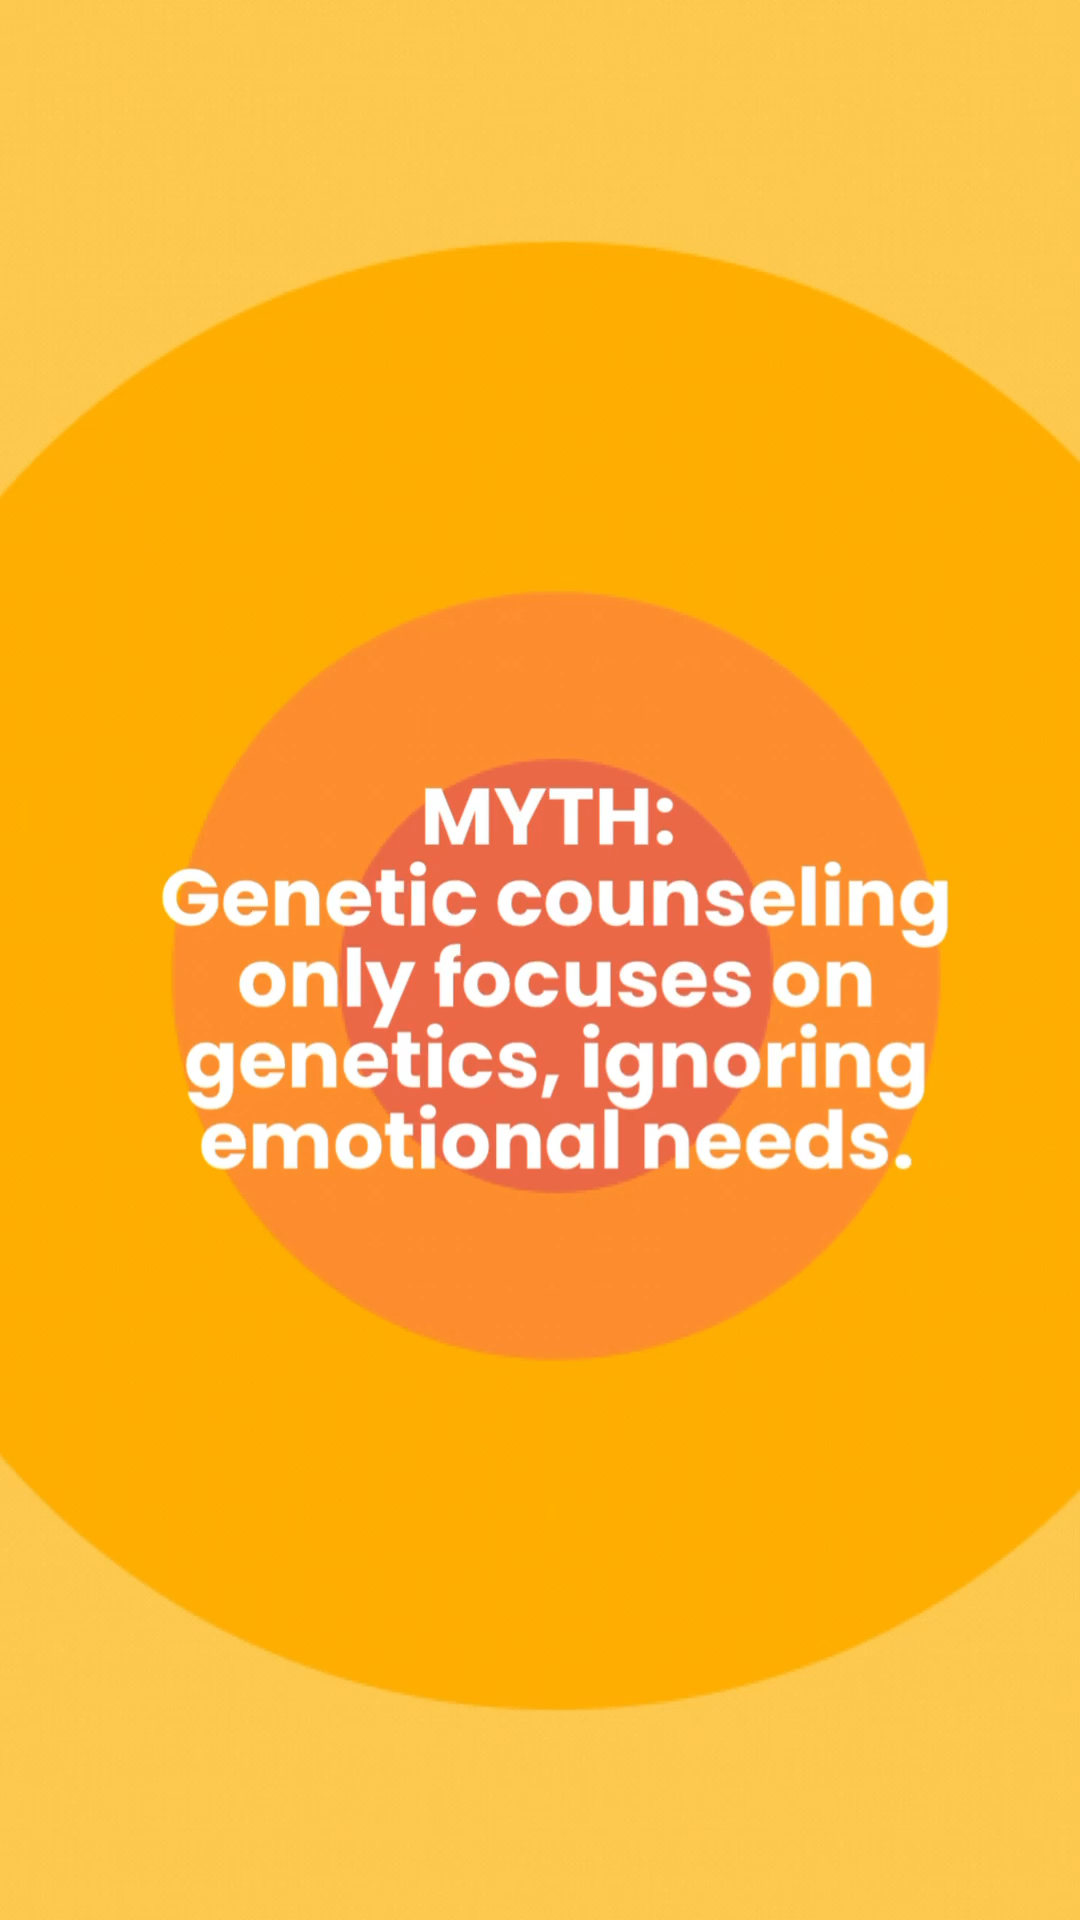 MYTH:
Genetic counseling
only focuses on
genetics, ignoring
emotional needs.